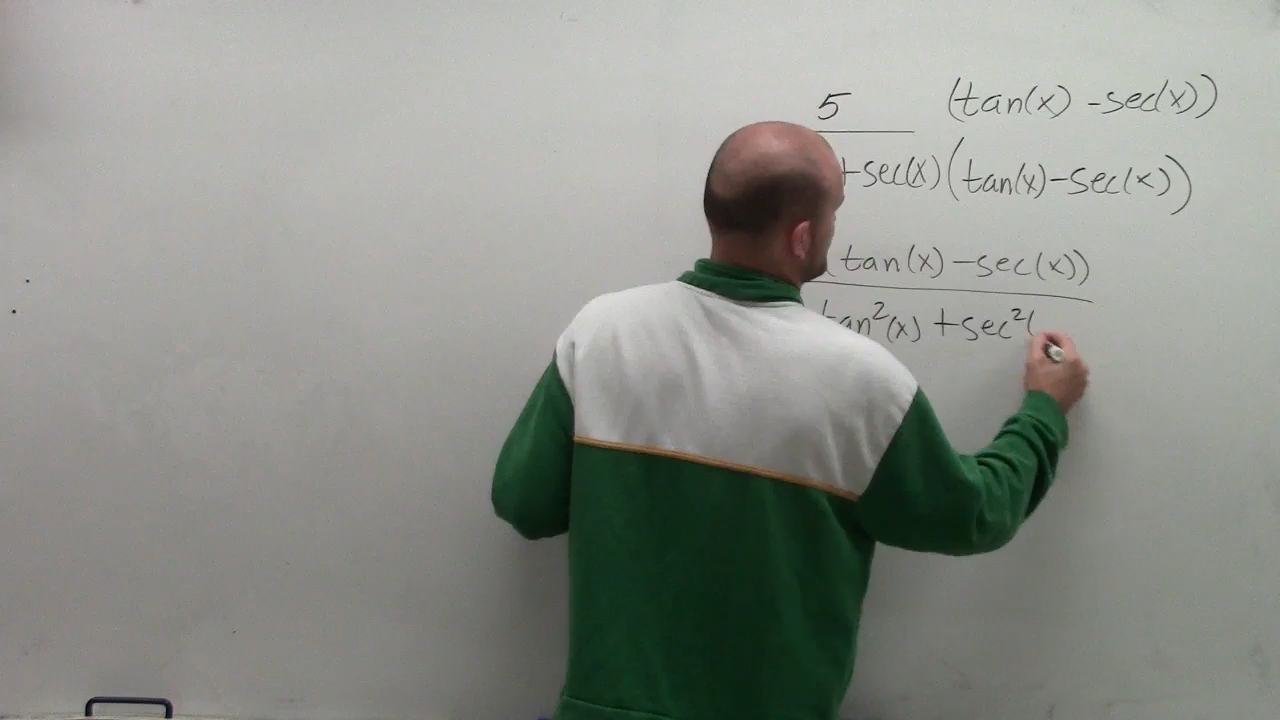 5 (tan(x) -sec(x))
+sec(x) (tan(x)-sec(x))
(tan(x) -sec(x))
tan²(x) +sec²(